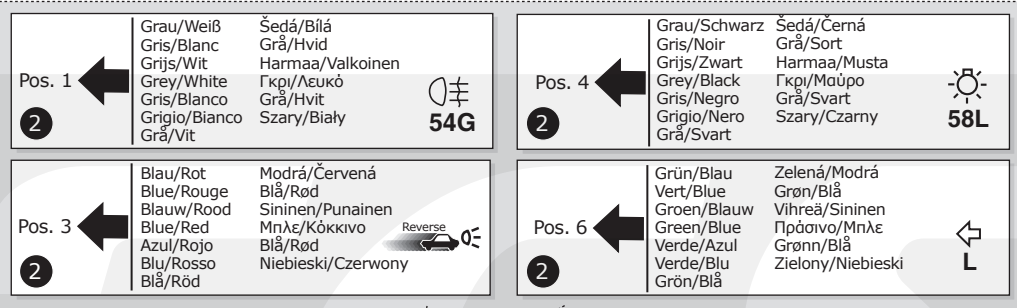 Pos. 1
2
Grau/Weiß
Gris/Blanc
Grijs/Wit
Grey/White
Gris/Blanco
Grigio/Bianco
Grå/Vit
Šedá/Bílá
Grå/Hvid
Harmaa/Valkoinen
Γκρι/Λευκό
Grå/Hvit
Szary/Biały
54G
Pos. 4
2
Grau/Schwarz
Gris/Noir
Grijs/Zwart
Grey/Black
Gris/Negro
Grigio/Nero
Grå/Svart
Šedá/Černá
Grå/Sort
Harmaa/Musta
Γκρι/Μαύρο
Grå/Svart
Szary/Czarny
58L
Pos. 3
2
Blau/Rot
Blue/Rouge
Blauw/Rood
Blue/Red
Azul/Rojo
Blu/Rosso
Blå/Röd
Modrá/Červená
Blå/Rød
Sininen/Punainen
Μπλε/Κόκκινο
Blå/Rød
Niebieski/Czerwony
Reverse
Pos. 6
2
Grün/Blau
Vert/Blue
Groen/Blauw
Green/Blue
Verde/Azul
Verde/Blu
Grön/Blå
Zelená/Modrá
Grøn/Blå
Vihreä/Sininen
Πράσινο/Μπλε
Grønn/Blå
Zielony/Niebieski
L